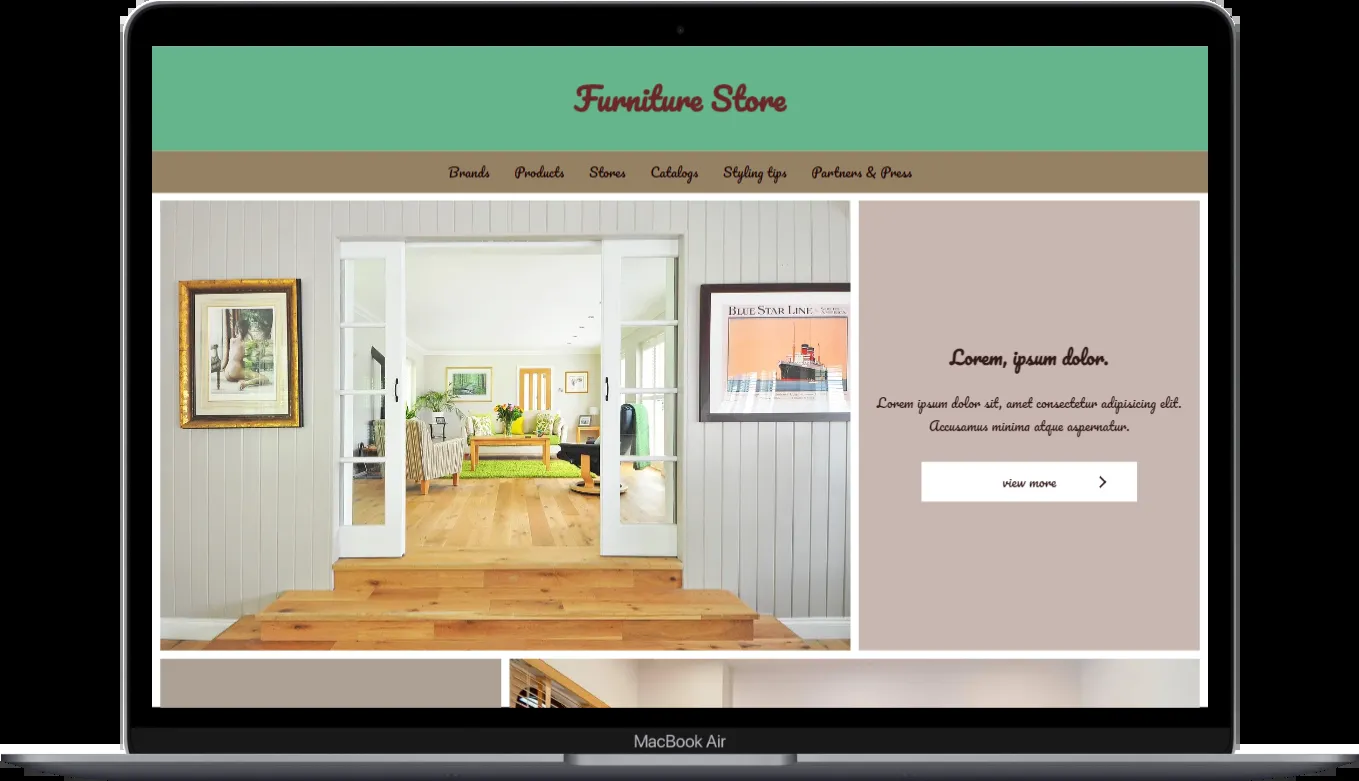 Furniture Store
Brands Products Stores Catalogs Styling tips Partners & Press
BLUE STAR LINE
Lorem, ipsum dolor.
Lorem ipsum dolor sit, amet consectetur adipisicing elit.
Accusamus minima atque aspernatur.
view more
MacBook Air